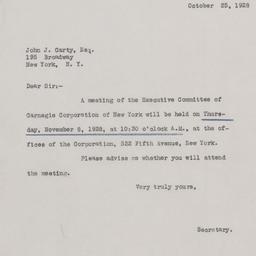 October 25, 1928
John J. Carty, Esq.
195 Broadway
New York, N. Y.
Dear Sir:-
A meeting of the Executive Committee of
Carnegie Corporation of New York will be held on Thurs-
day, November 8, 1928, at 10:30 o'clock A.M., at the of-
fices of the Corporation, 522 Fifth Avenue, New York.
Please advise me whether you will attend
the meeting.
Very truly yours,
Secretary.